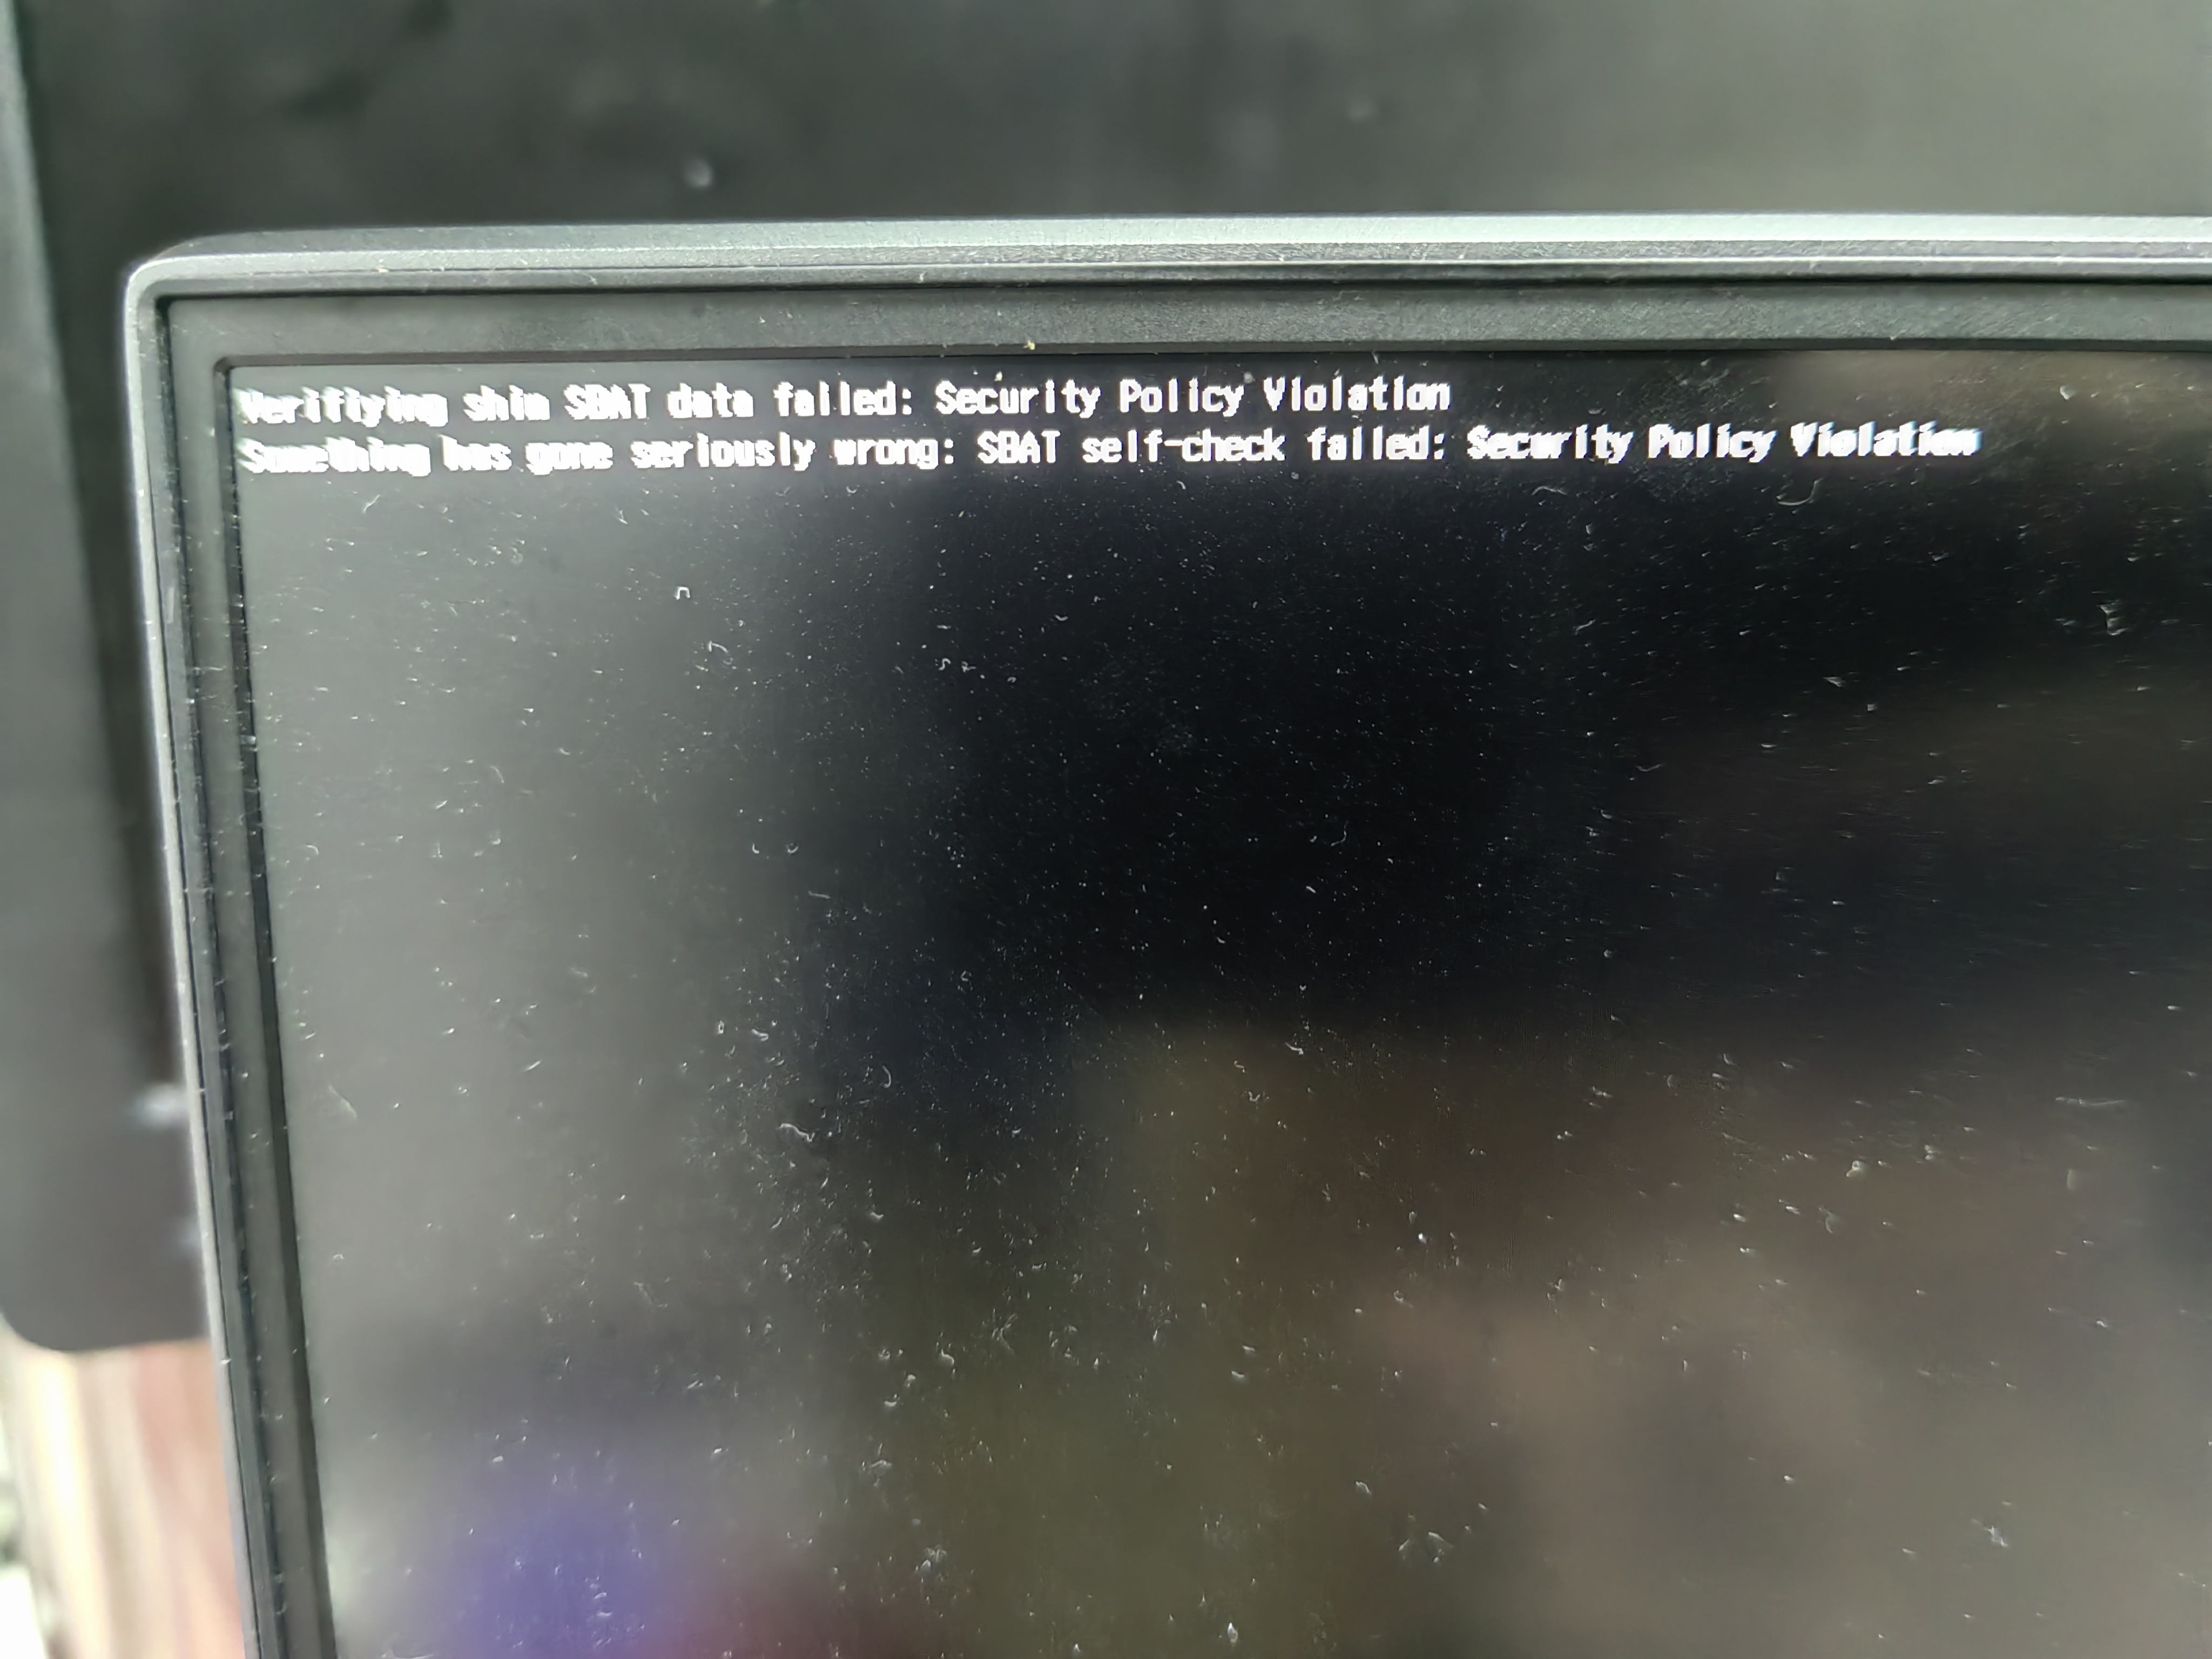 Verifiying shim SBAT data failed: Security Policy Violation
Something has gone seriously wrong: SBAT self-check failed: Security Policy Violation